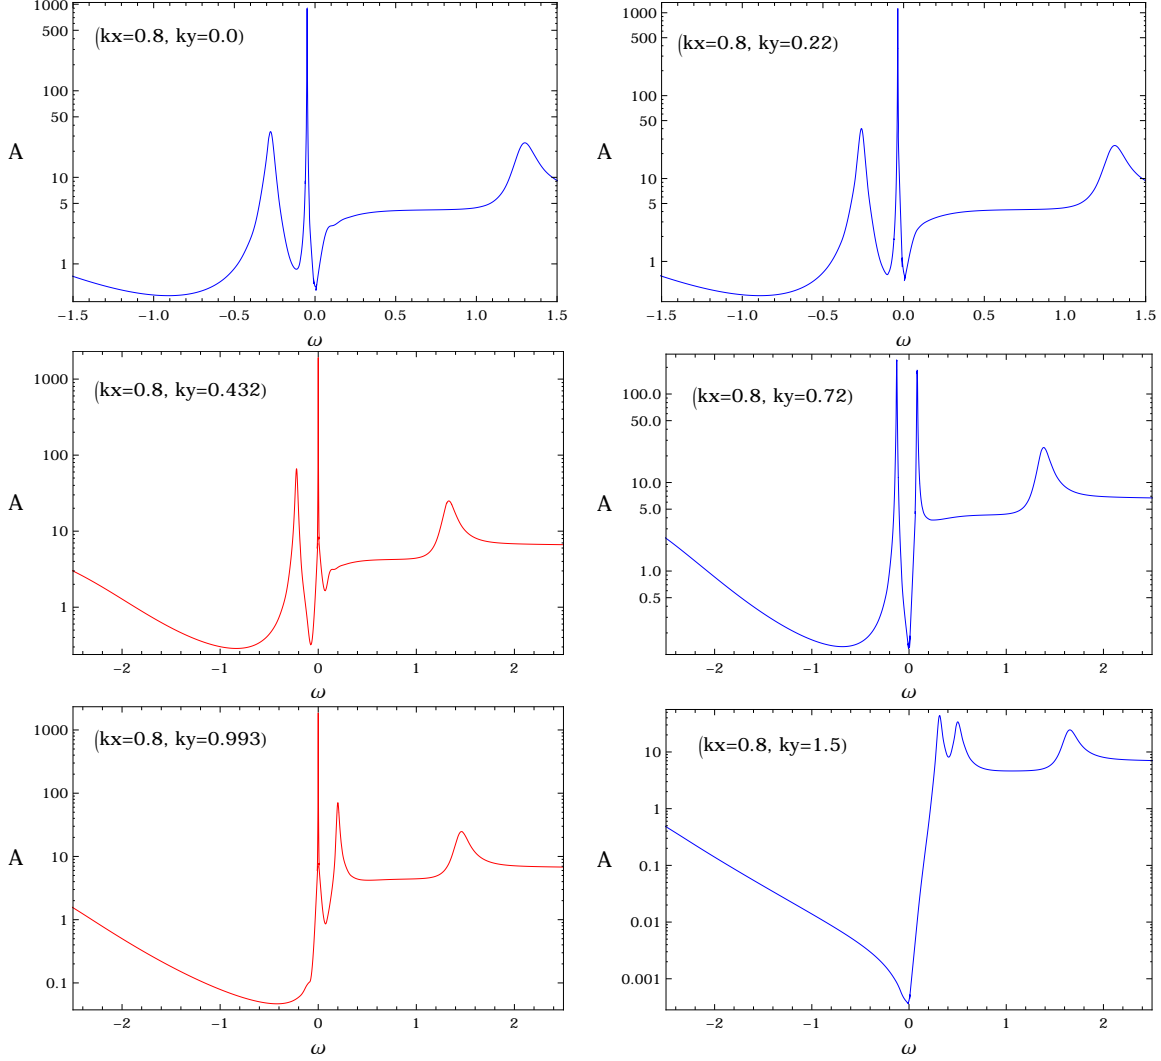 (kx=0.8, ky=0.0)
1000
500
100
50
10
5
1
A
−1.5 −1.0 −0.5 0.0 0.5 1.0 1.5
ω
(kx=0.8, ky=0.22)
1000
500
100
50
10
5
1
A
−1.5 −1.0 −0.5 0.0 0.5 1.0 1.5
ω
(kx=0.8, ky=0.432)
1000
100
10
1
A
−2 −1 0 1 2
ω
(kx=0.8, ky=0.72)
100.0
50.0
10.0
5.0
1.0
0.5
A
−2 −1 0 1 2
ω
(kx=0.8, ky=0.993)
1000
100
10
1
0.1
A
−2 −1 0 1 2
ω
(kx=0.8, ky=1.5)
10
1
0.1
0.01
0.001
A
−2 −1 0 1 2
ω